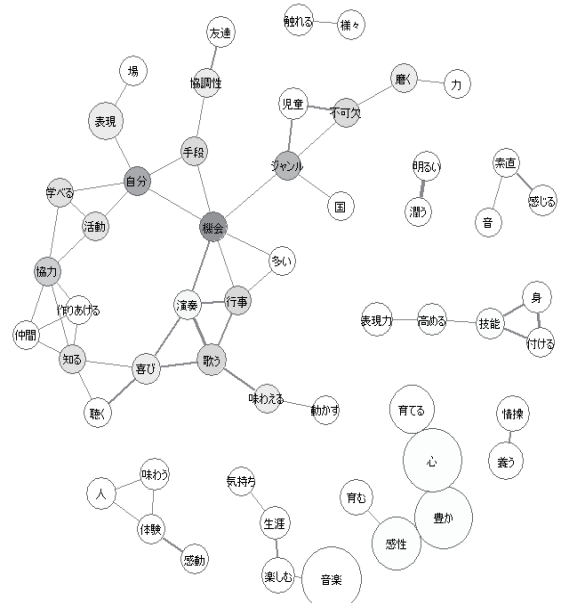 友達
触れる
様々
場
協調性
磨く
力
児童
不可欠
表現
手段
明るい
素直
ジャンル
自分
学べる
感じる
国
潤う
音
活動
機会
多い
協力
身
作りあげる
演奏
行事
表現力
高める
技能
仲間
付ける
知る
喜び
歌う
味わえる
動かす
聴く
育てる
情操
心
養う
味わう
気持ち
人
育む
豊か
生涯
体験
感性
感動
楽しむ
音楽